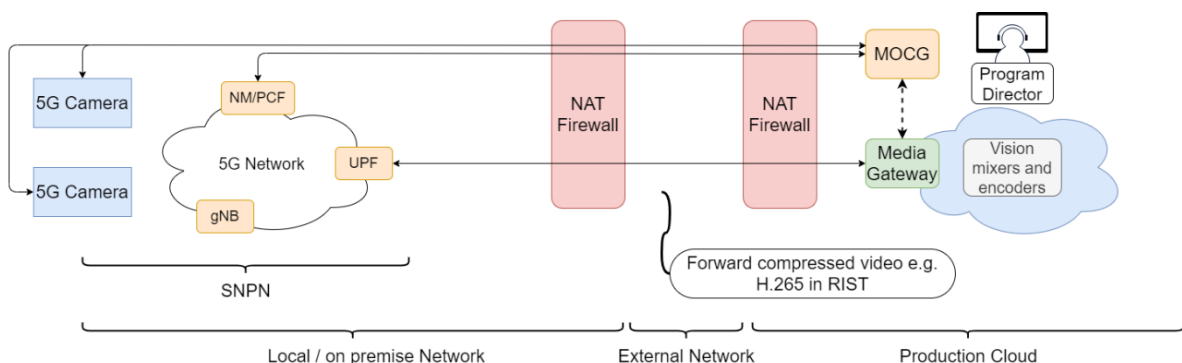 5G Camera
5G Camera
NM/PCF
5G Network
UPF
gNB
SNPN
NAT
Firewall
NAT
Firewall
MOCG
Program
Director
Media
Gateway
Vision
mixers and
encoders
Forward compressed video e.g.
H.265 in RIST
Local / on premise Network
External Network
Production Cloud